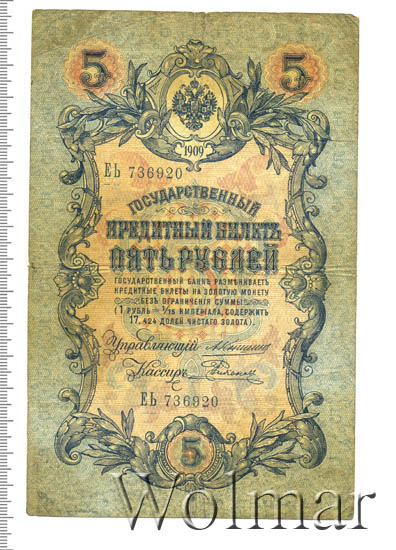 5 5
1909
ЕЬ 736920
ГОСУДАРСТВЕННЫЙ
КРЕДИТНЫЙ БИЛЕТЪ
ПЯТЬ РУБЛЕЙ
ГОСУДАРСТВЕННЫЙ БАНКЪ РАЗМѢНИВАЕТЪ
КРЕДИТНЫЕ БИЛЕТЫ НА ЗОЛОТУЮ МОНЕТУ
БЕЗЪ ОГРАНИЧЕНІЯ СУММЫ
(1 РУБЛЬ = 1/15 ИМПЕРІАЛА, СОДЕРЖИТЪ
17,424 ДОЛЕЙ ЧИСТАГО ЗОЛОТА).
Управляющій
Кассиръ
ЕЬ 736920
5
Wolmar